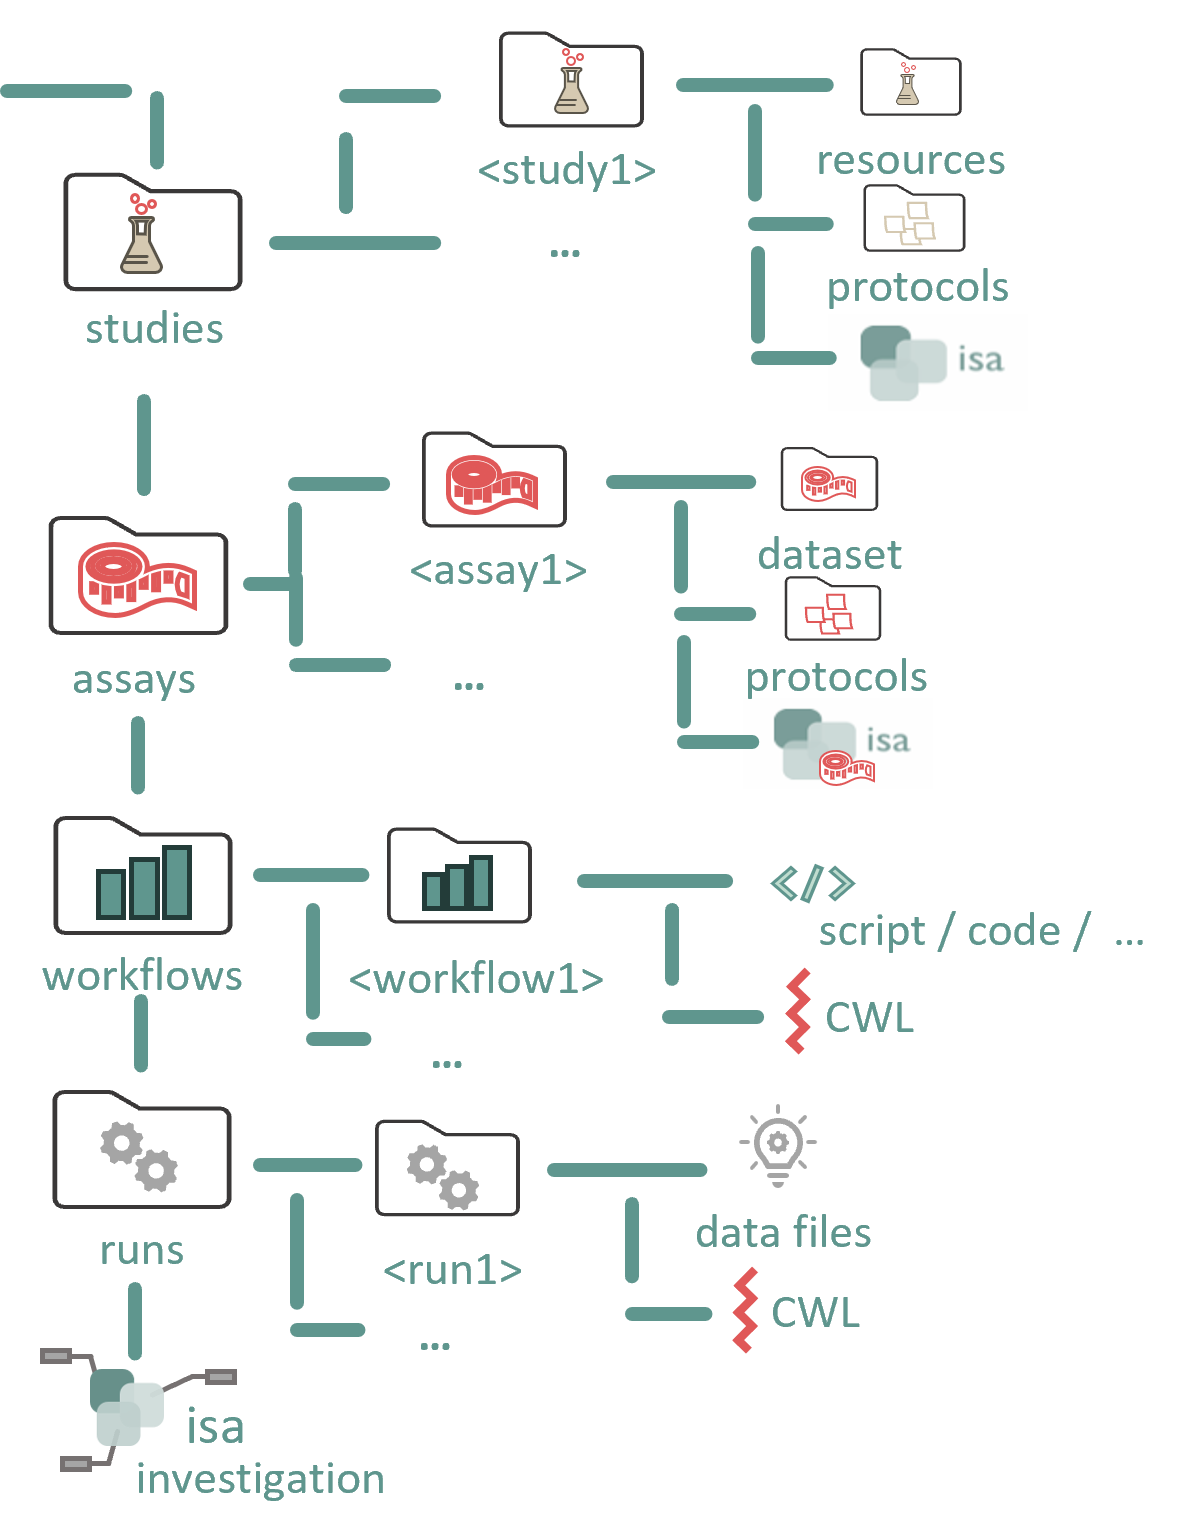 <study1>
resources
...
protocols
studies
isa
<assay1>
dataset
assays
...
protocols
isa
</>
script / code / ...
workflows
<workflow1>
CWL
...
data files
runs
<run1>
CWL
...
isa
investigation